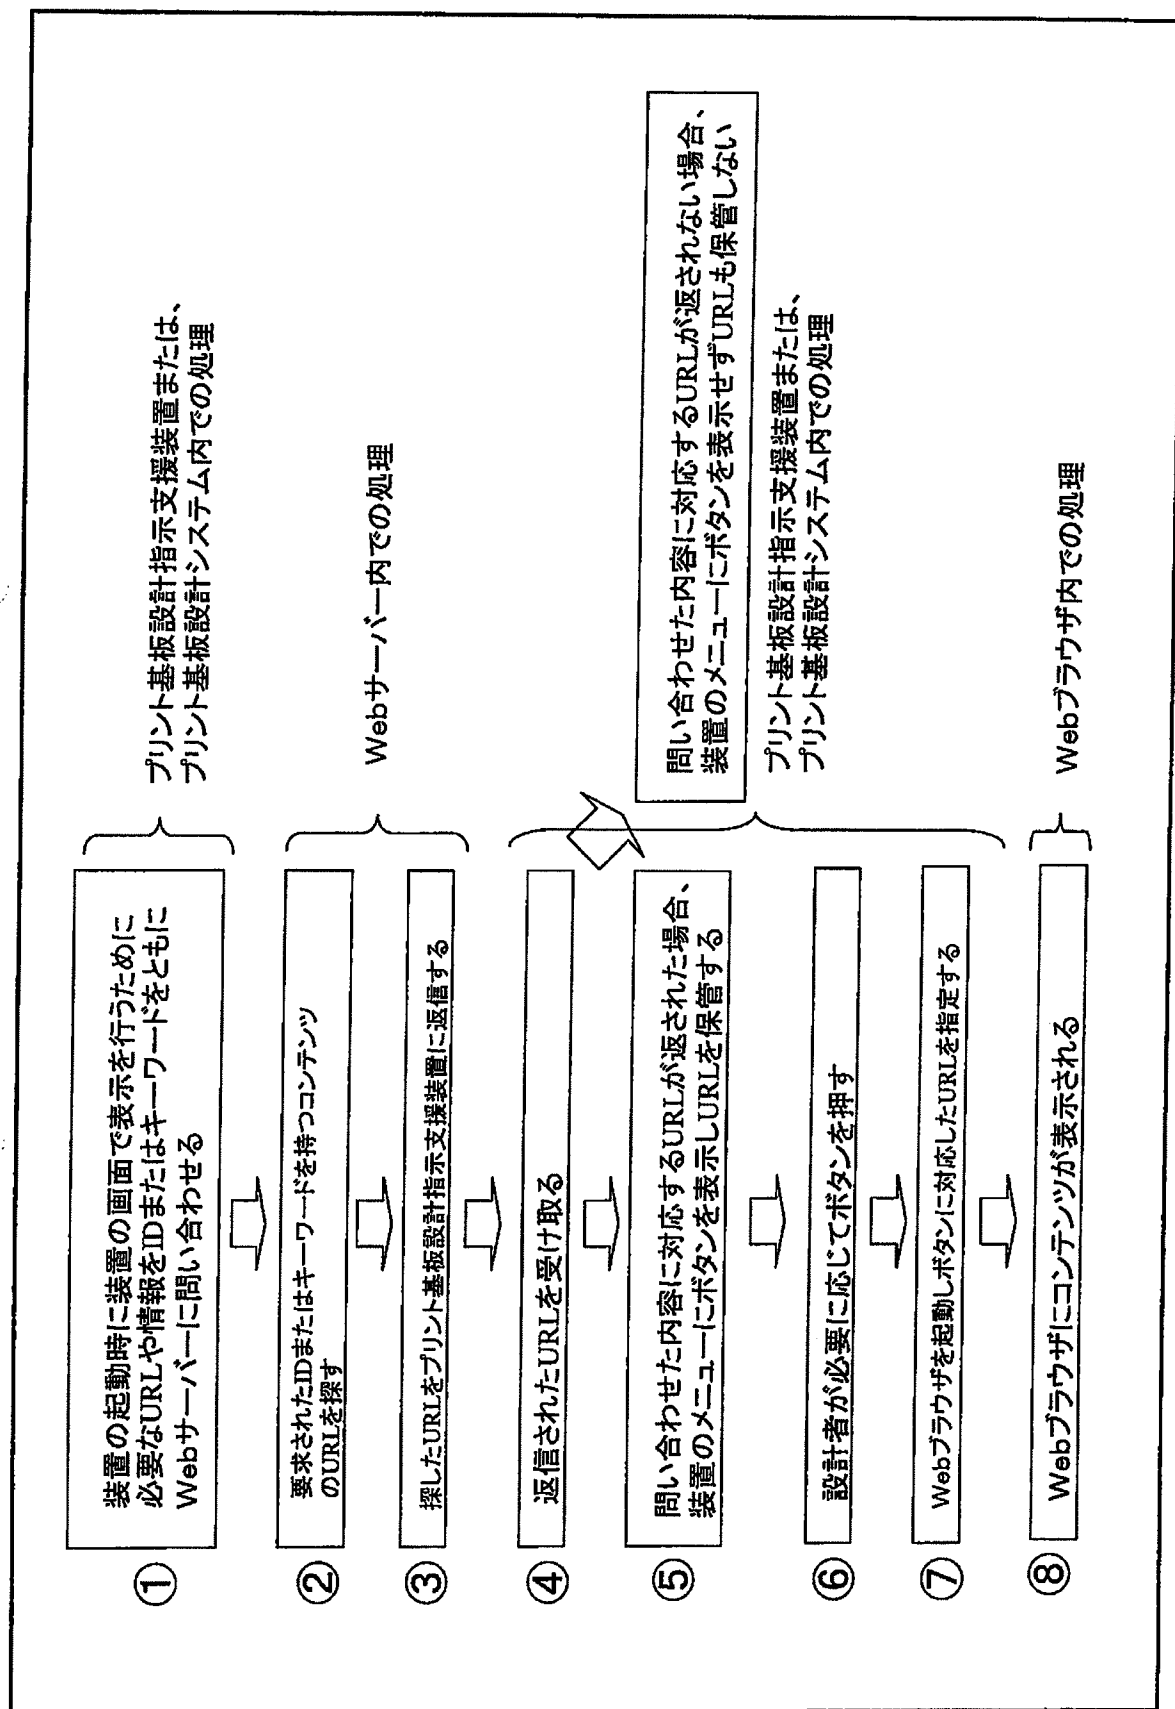 ①
装置の起動時に装置の画面で表示を行うために
必要なURLや情報をIDまたはキーワードをともに
Webサーバーに問い合わせる
プリント基板設計指示支援装置または、
プリント基板設計システム内での処理
②
要求されたIDまたはキーワードを持つコンテンツ
のURLを探す
Webサーバー内での処理
③
探したURLをプリント基板設計指示支援装置に返信する
④
返信されたURLを受け取る
⑤
問い合わせた内容に対応するURLが返された場合、
装置のメニューにボタンを表示しURLを保管する
問い合わせた内容に対応するURLが返されない場合、
装置のメニューにボタンを表示せずURLも保管しない
プリント基板設計指示支援装置または、
プリント基板設計システム内での処理
⑥
設計者が必要に応じてボタンを押す
⑦
Webブラウザを起動しボタンに対応したURLを指定する
⑧
Webブラウザにコンテンツが表示される
Webブラウザ内での処理